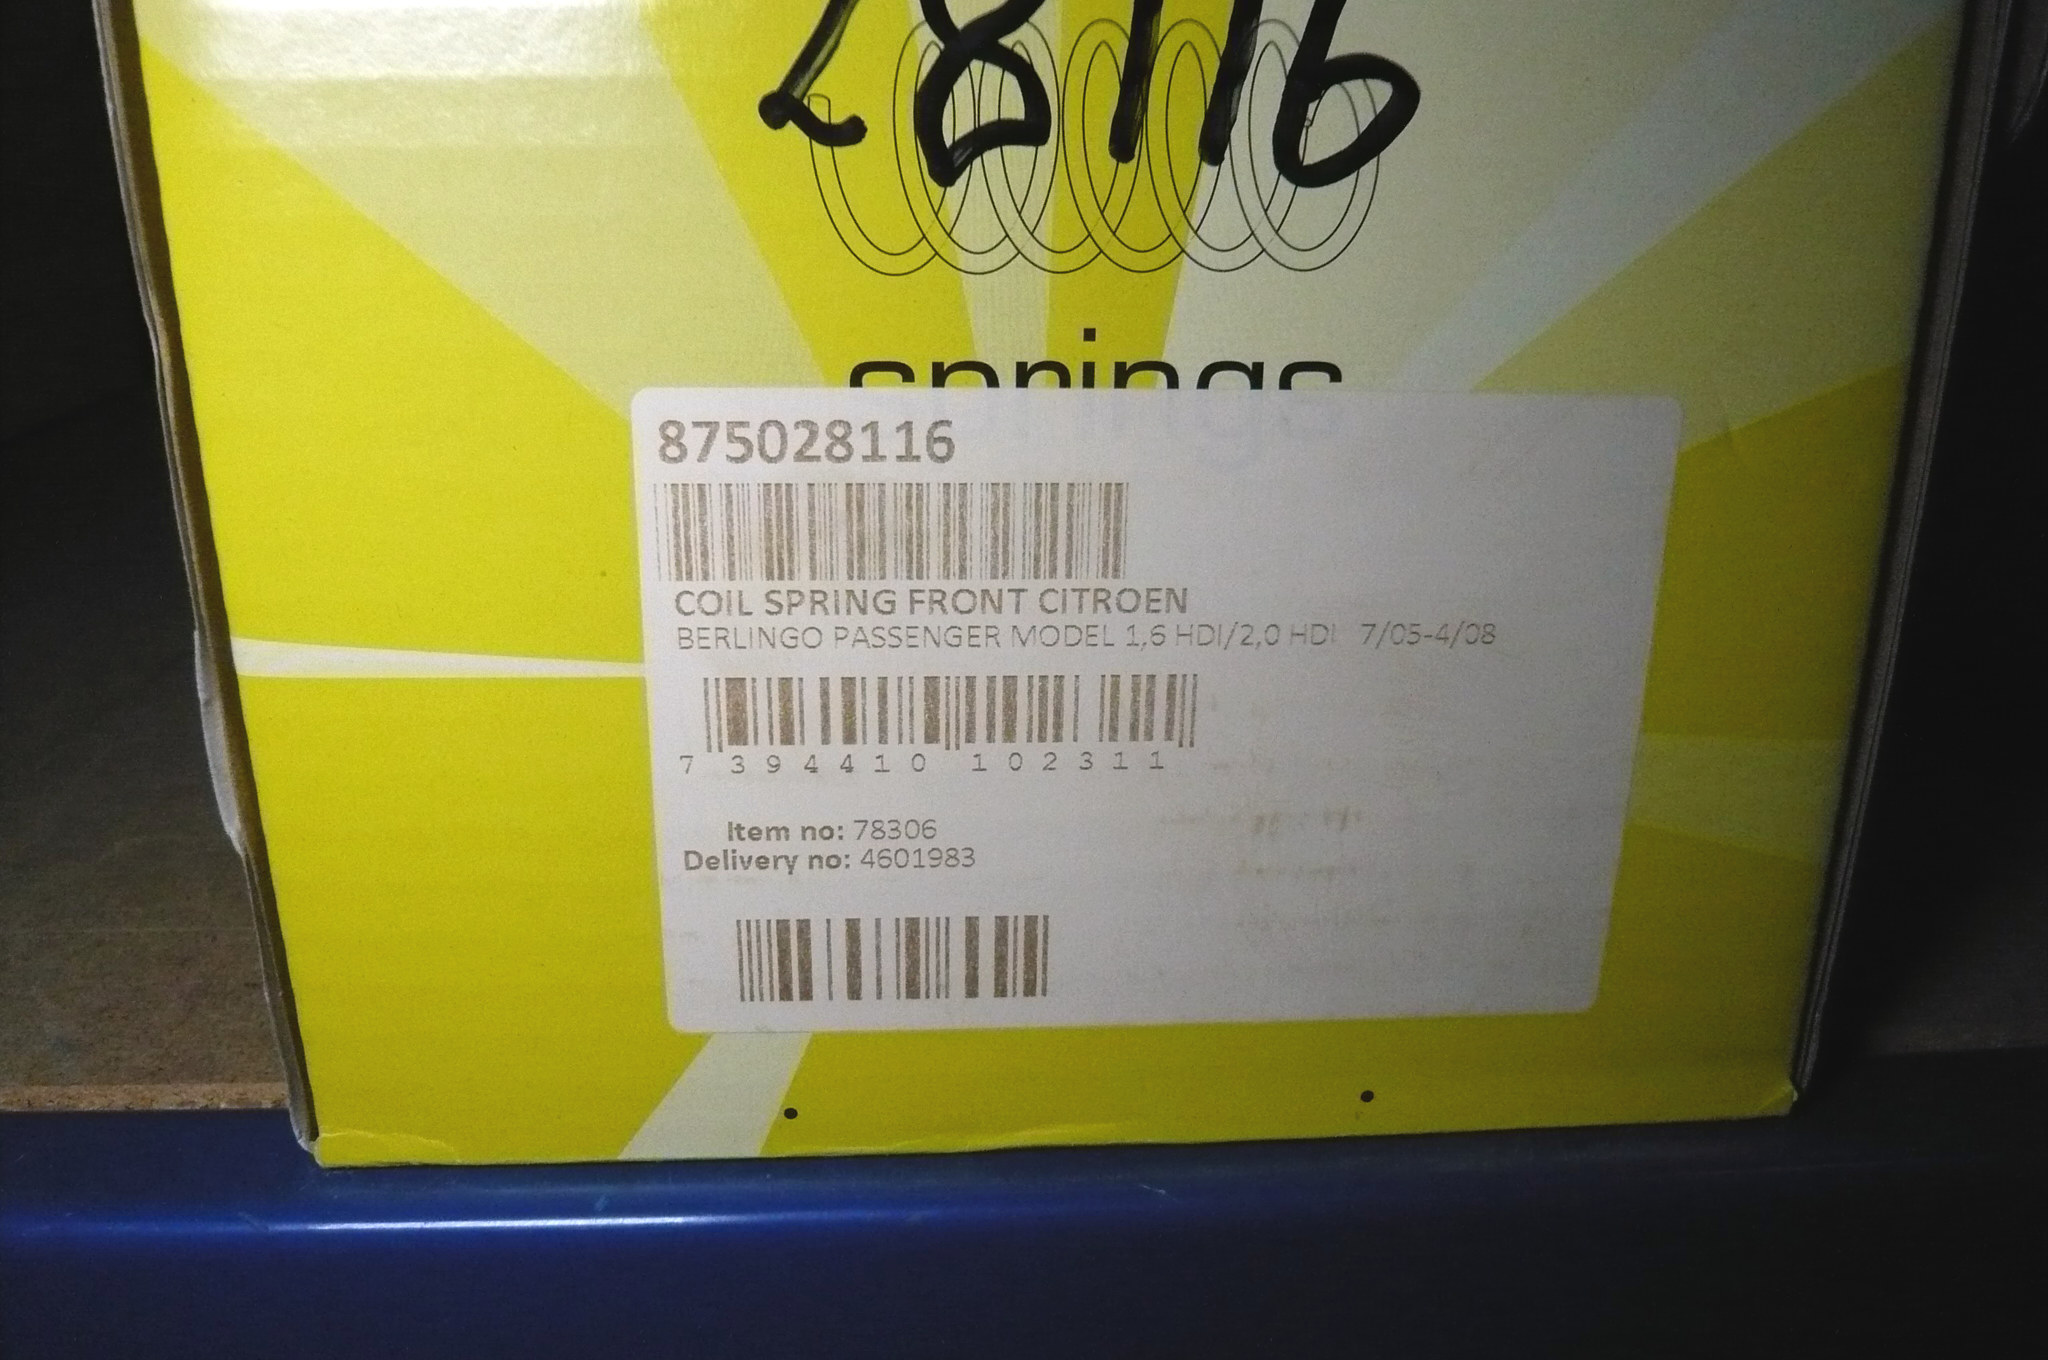 28116
springs
875028116
COIL SPRING FRONT CITROEN
BERLINGO PASSENGER MODEL 1,6 HDI/2,0 HDI 7/05-4/08
7 394410 102311
Item no: 78306
Delivery no: 4601983